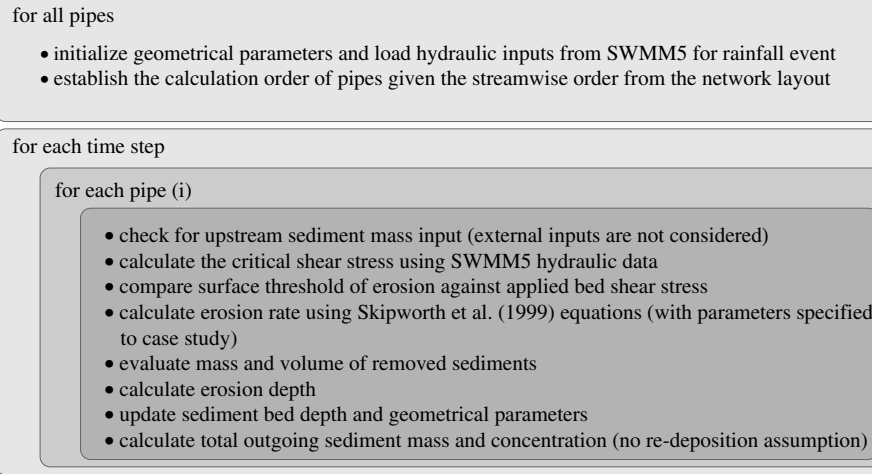 for all pipes
• initialize geometrical parameters and load hydraulic inputs from SWMM5 for rainfall event
• establish the calculation order of pipes given the streamwise order from the network layout
for each time step
for each pipe (i)
• check for upstream sediment mass input (external inputs are not considered)
• calculate the critical shear stress using SWMM5 hydraulic data
• compare surface threshold of erosion against applied bed shear stress
• calculate erosion rate using Skipworth et al. (1999) equations (with parameters specified
to case study)
• evaluate mass and volume of removed sediments
• calculate erosion depth
• update sediment bed depth and geometrical parameters
• calculate total outgoing sediment mass and concentration (no re-deposition assumption)